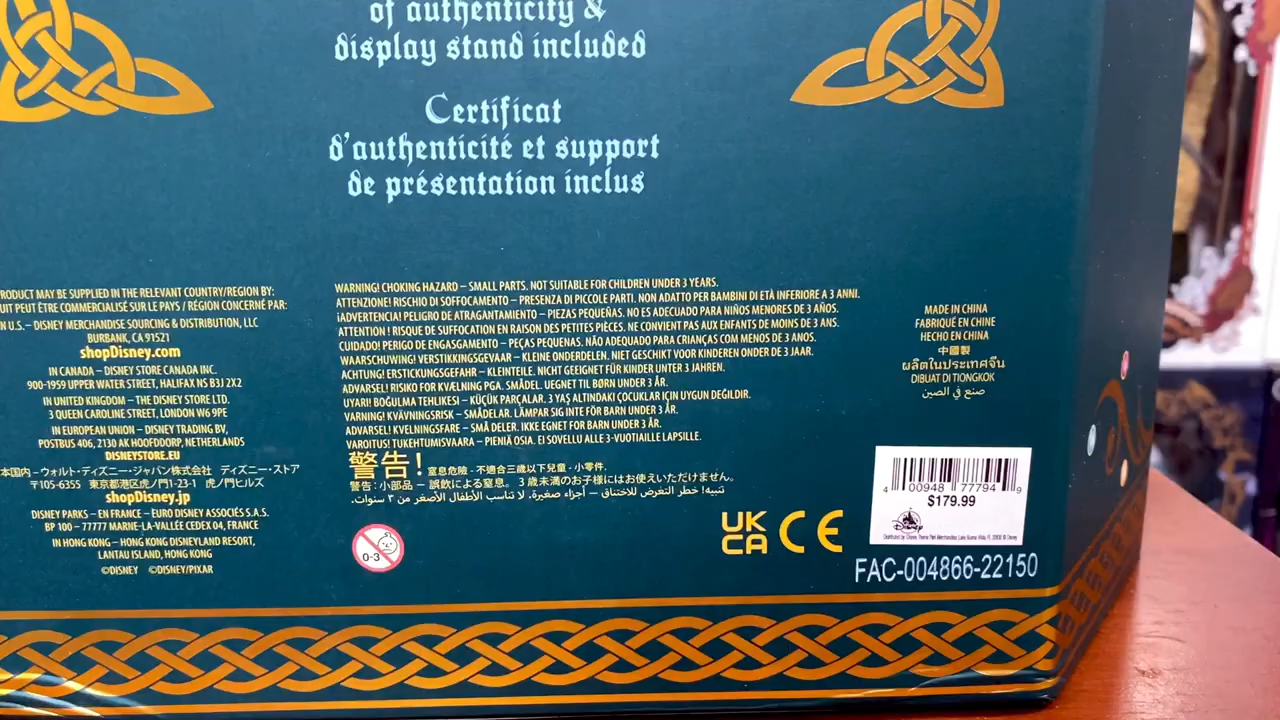 of authenticity &
display stand included
Certificat
d'authenticité et support
de présentation inclus
RODUCT MAY BE SUPPLIED IN THE RELEVANT COUNTRY/REGION BY:
UIT PEUT ÊTRE COMMERCIALISÉ SUR LE PAYS / RÉGION CONCERNÉ PAR:
N U.S. – DISNEY MERCHANDISE SOURCING & DISTRIBUTION, LLC
BURBANK, CA 91521
shopDisney.com
IN CANADA – DISNEY STORE CANADA INC.
900-1959 UPPER WATER STREET, HALIFAX NS B3J 2X2
IN UNITED KINGDOM – THE DISNEY STORE LTD.
3 QUEEN CAROLINE STREET, LONDON W6 9PE
IN EUROPEAN UNION – DISNEY TRADING BV,
POSTBUS 406, 2130 AK HOOFDDORP, NETHERLANDS
DISNEYSTORE.EU
本国内 – ウォルト・ディズニー・ジャパン株式会社 ディズニー・ストア
〒105-6355 東京都港区虎ノ門1-23-1 虎ノ門ヒルズ
shopDisney.jp
DISNEY PARKS – EN FRANCE – EURO DISNEY ASSOCIÉS S.A.S.
BP 100 – 77777 MARNE-LA-VALLÉE CEDEX 04, FRANCE
IN HONG KONG – HONG KONG DISNEYLAND RESORT,
LANTAU ISLAND, HONG KONG
©DISNEY ©DISNEY/PIXAR
WARNING! CHOKING HAZARD – SMALL PARTS. NOT SUITABLE FOR CHILDREN UNDER 3 YEARS.
ATTENZIONE! RISCHIO DI SOFFOCAMENTO – PRESENZA DI PICCOLE PARTI. NON ADATTO PER BAMBINI DI ETÀ INFERIORE A 3 ANNI.
¡ADVERTENCIA! PELIGRO DE ATRAGANTAMIENTO – PIEZAS PEQUEÑAS. NO ES ADECUADO PARA NIÑOS MENORES DE 3 AÑOS.
ATTENTION ! RISQUE DE SUFFOCATION EN RAISON DES PETITES PIÈCES. NE CONVIENT PAS AUX ENFANTS DE MOINS DE 3 ANS.
CUIDADO! PERIGO DE ENGASGAMENTO – PEÇAS PEQUENAS. NÃO ADEQUADO PARA CRIANÇAS COM MENOS DE 3 ANOS.
WAARSCHUWING! VERSTIKKINGSGEVAAR – KLEINE ONDERDELEN. NIET GESCHIKT VOOR KINDEREN ONDER DE 3 JAAR.
ACHTUNG! ERSTICKUNGSGEFAHR – KLEINTEILE. NICHT GEEIGNET FÜR KINDER UNTER 3 JAHREN.
ADVARSEL! RISIKO FOR KVÆLNING PGA. SMÅDEL. UEGNET TIL BØRN UNDER 3 ÅR.
UYARI! BOĞULMA TEHLİKESİ – KÜÇÜK PARÇALAR. 3 YAŞ ALTINDAKİ ÇOCUKLAR İÇİN UYGUN DEĞİLDİR.
VARNING! KVÄVNINGSRISK – SMÅDELAR. LÄMPAR SIG INTE FÖR BARN UNDER 3 ÅR.
ADVARSEL! KVELNINGSFARE – SMÅ DELER. IKKE EGNET FOR BARN UNDER 3 ÅR.
VAROITUS! TUKEHTUMISVAARA – PIENIÄ OSIA. EI SOVELLU ALLE 3-VUOTIAILLE LAPSILLE.
警告! 窒息危險 - 不適合三歲以下兒童 - 小零件.
警告:小部品 – 誤飲による窒息。 3 歳未満のお子様にはお使いいただけません。
تنبيه! خطر التعرض للاختناق – أجزاء صغيرة. لا تناسب الأطفال الأصغر من ٣ سنوات.
0-3
UK
CA CE
MADE IN CHINA
FABRIQUÉ EN CHINE
HECHO EN CHINA
中國製
ผลิตในประเทศจีน
DIBUAT DI TIONGKOK
صنع في الصين
4 00948 77794 9
$179.99
Disney
FAC-004866-22150